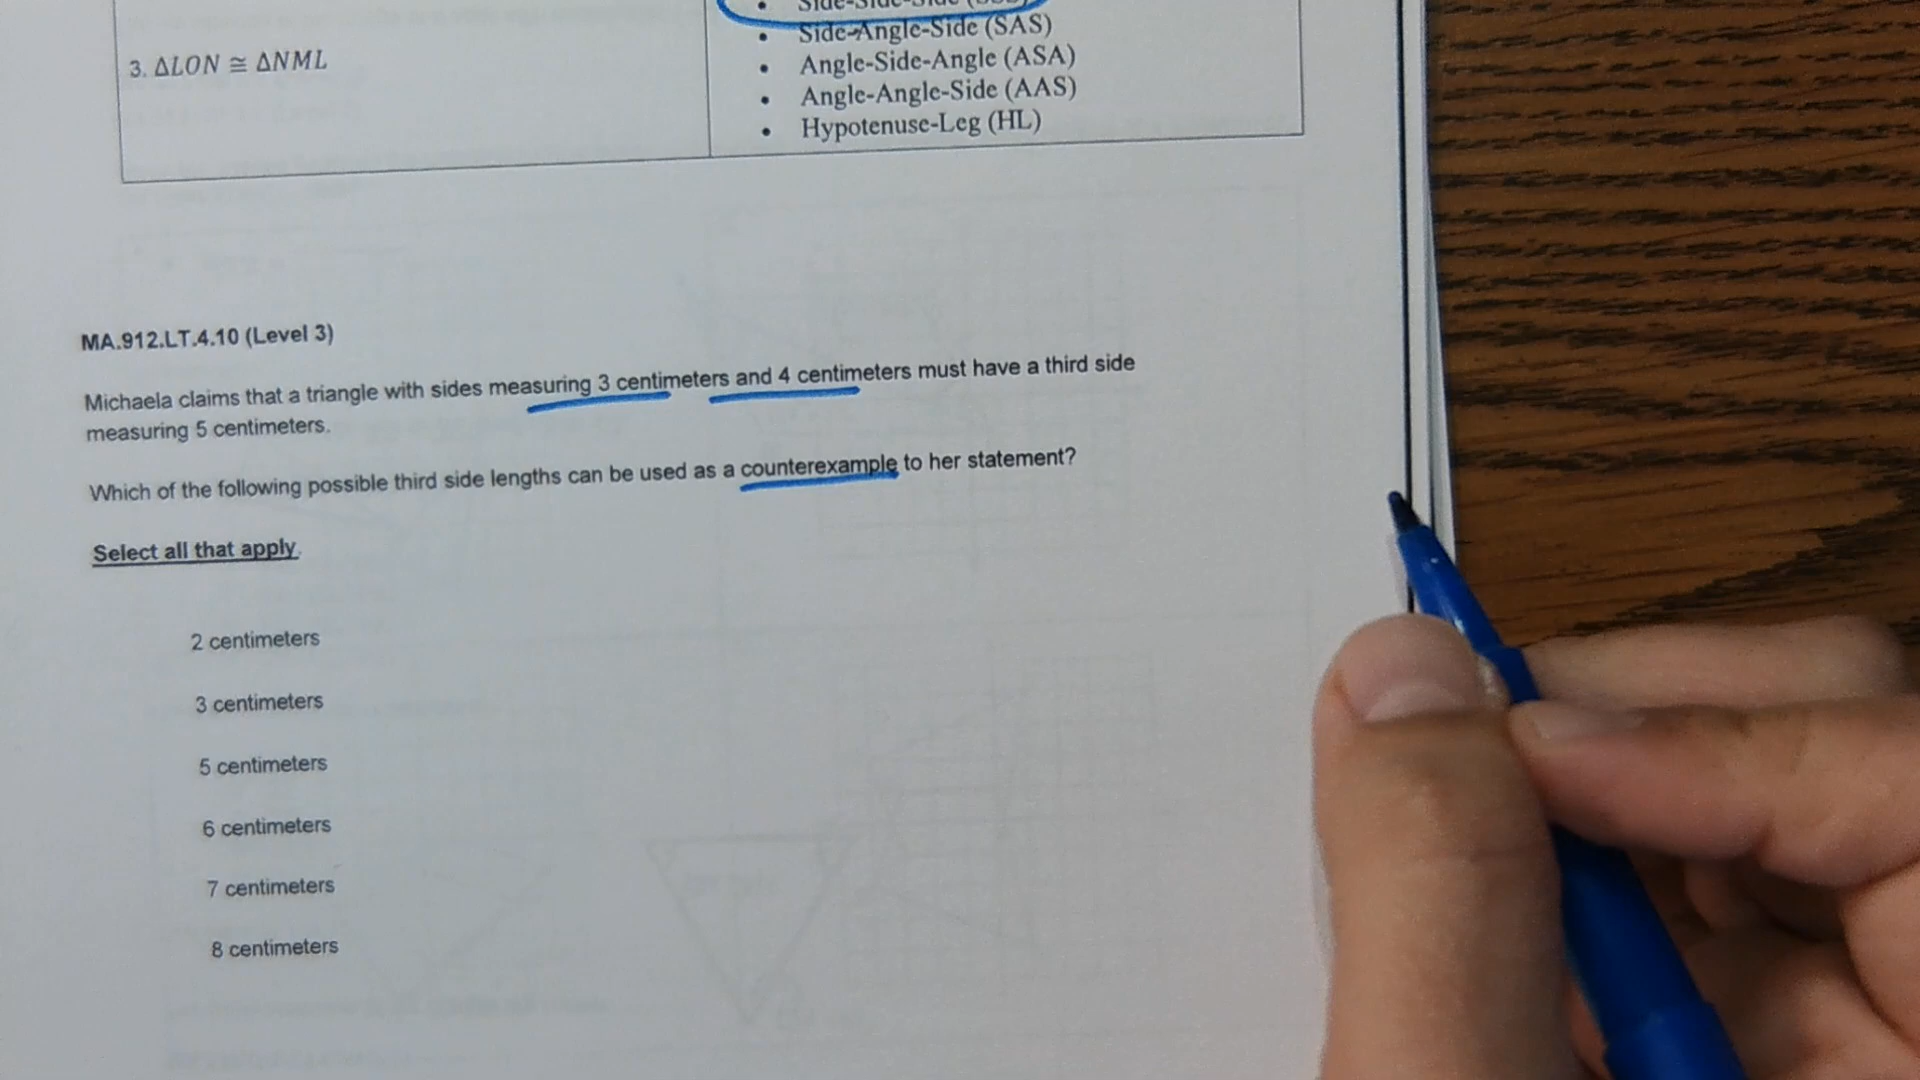 Side-Side-Side (SSS)
Side-Angle-Side (SAS)
3. ΔLON ≅ ΔNML
Angle-Side-Angle (ASA)
Angle-Angle-Side (AAS)
Hypotenuse-Leg (HL)
MA.912.LT.4.10 (Level 3)
Michaela claims that a triangle with sides measuring 3 centimeters and 4 centimeters must have a third side
measuring 5 centimeters.
Which of the following possible third side lengths can be used as a counterexample to her statement?
Select all that apply.
2 centimeters
3 centimeters
5 centimeters
6 centimeters
7 centimeters
8 centimeters